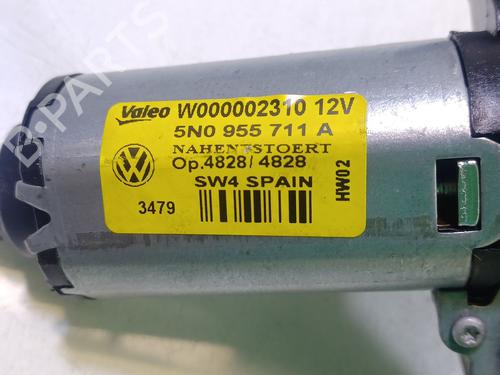 Valeo W000002310 12V
5N0 955 711 A
NAHENTSTOERT
Op.4828/ 4828
SW4 SPAIN
3479
HW02
B-PARTS